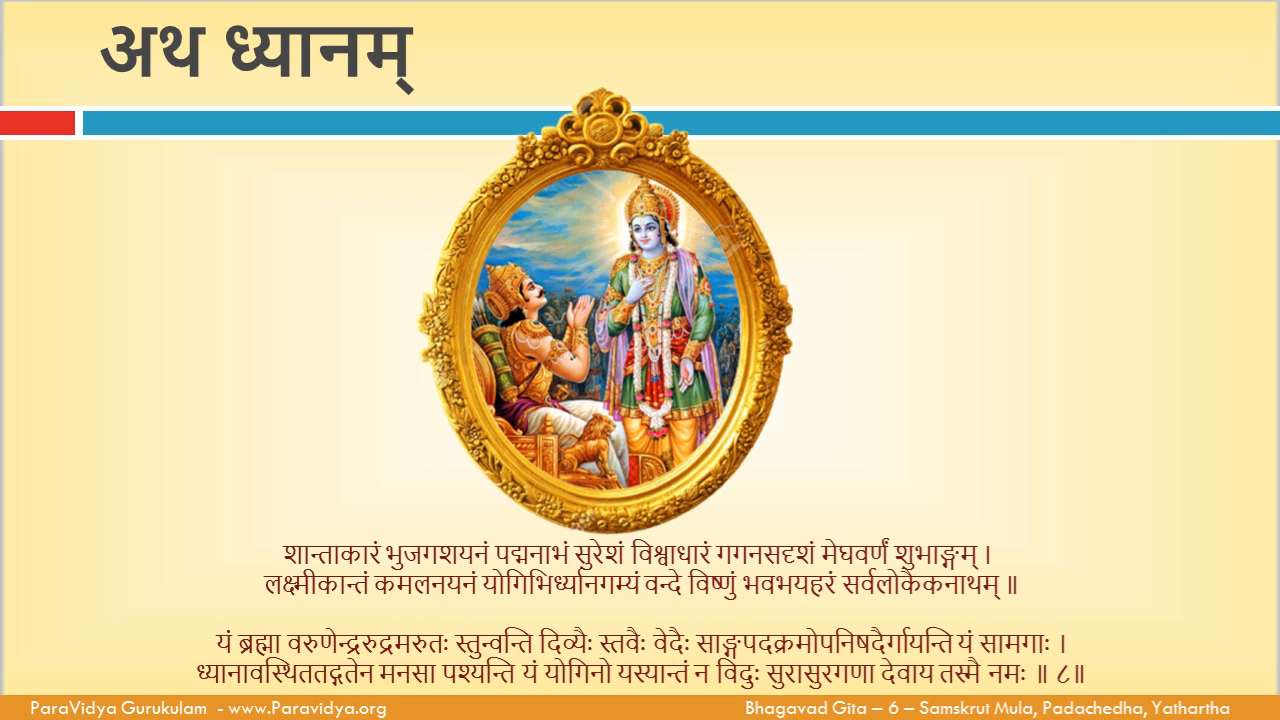 अथ ध्यानम्
शान्ताकारं भुजगशयनं पद्मनाभं सुरेशं विश्वाधारं गगनसदृशं मेघवर्णं शुभाङ्गम् ।
लक्ष्मीकान्तं कमलनयनं योगिभिर्ध्यानगम्यं वन्दे विष्णुं भवभयहरं सर्वलोकैकनाथम् ॥
यं ब्रह्मा वरुणेन्द्ररुद्रमरुतः स्तुन्वन्ति दिव्यैः स्तवैः वेदैः साङ्गपदक्रमोपनिषदैर्गायन्ति यं सामगाः ।
ध्यानावस्थिततद्गतेन मनसा पश्यन्ति यं योगिनो यस्यान्तं न विदुः सुरासुरगणा देवाय तस्मै नमः ॥ ८॥
ParaVidya Gurukulam - www.Paravidya.org
Bhagavad Gita – 6 – Samskrut Mula, Padachedha, Yathartha